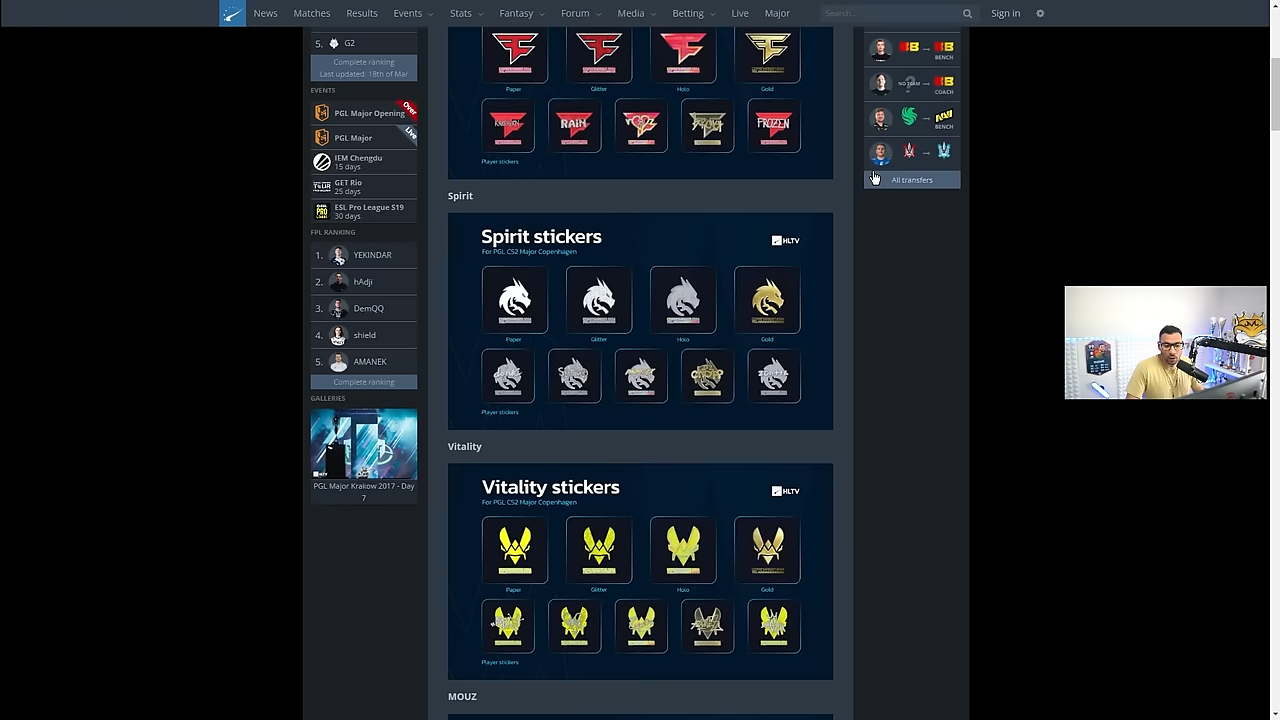 News
Matches
Results
Events
Stats
Fantasy
Forum
Media
Betting
Live
Major
Search...
Sign in
5. G2
Complete ranking
Last updated: 18th of Mar
EVENTS
PGL Major Opening
Over
PGL Major
Live
IEM Chengdu
15 days
GET Rio
25 days
ESL Pro League S19
30 days
FPL RANKING
1. YEKINDAR
2. hAdji
3. DemQQ
4. shield
5. AMANEK
Complete ranking
GALLERIES
PGL Major Krakow 2017 - Day
7
Paper
Glitter
Holo
Gold
RAIN
FROZEN
Player stickers
Spirit
Spirit stickers
For PGL CS2 Major Copenhagen
HLTV
Paper
Glitter
Holo
Gold
Player stickers
Vitality
Vitality stickers
For PGL CS2 Major Copenhagen
HLTV
Paper
Glitter
Holo
Gold
Player stickers
MOUZ
BENCH
NO TEAM
COACH
BENCH
All transfers